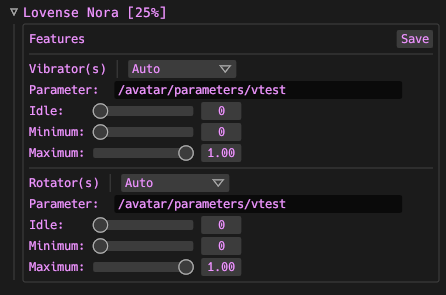 Lovense Nora [25%]
Features Save
Vibrator(s) Auto
Parameter: /avatar/parameters/vtest
Idle: 0
Minimum: 0
Maximum: 1.00
Rotator(s) Auto
Parameter: /avatar/parameters/vtest
Idle: 0
Minimum: 0
Maximum: 1.00